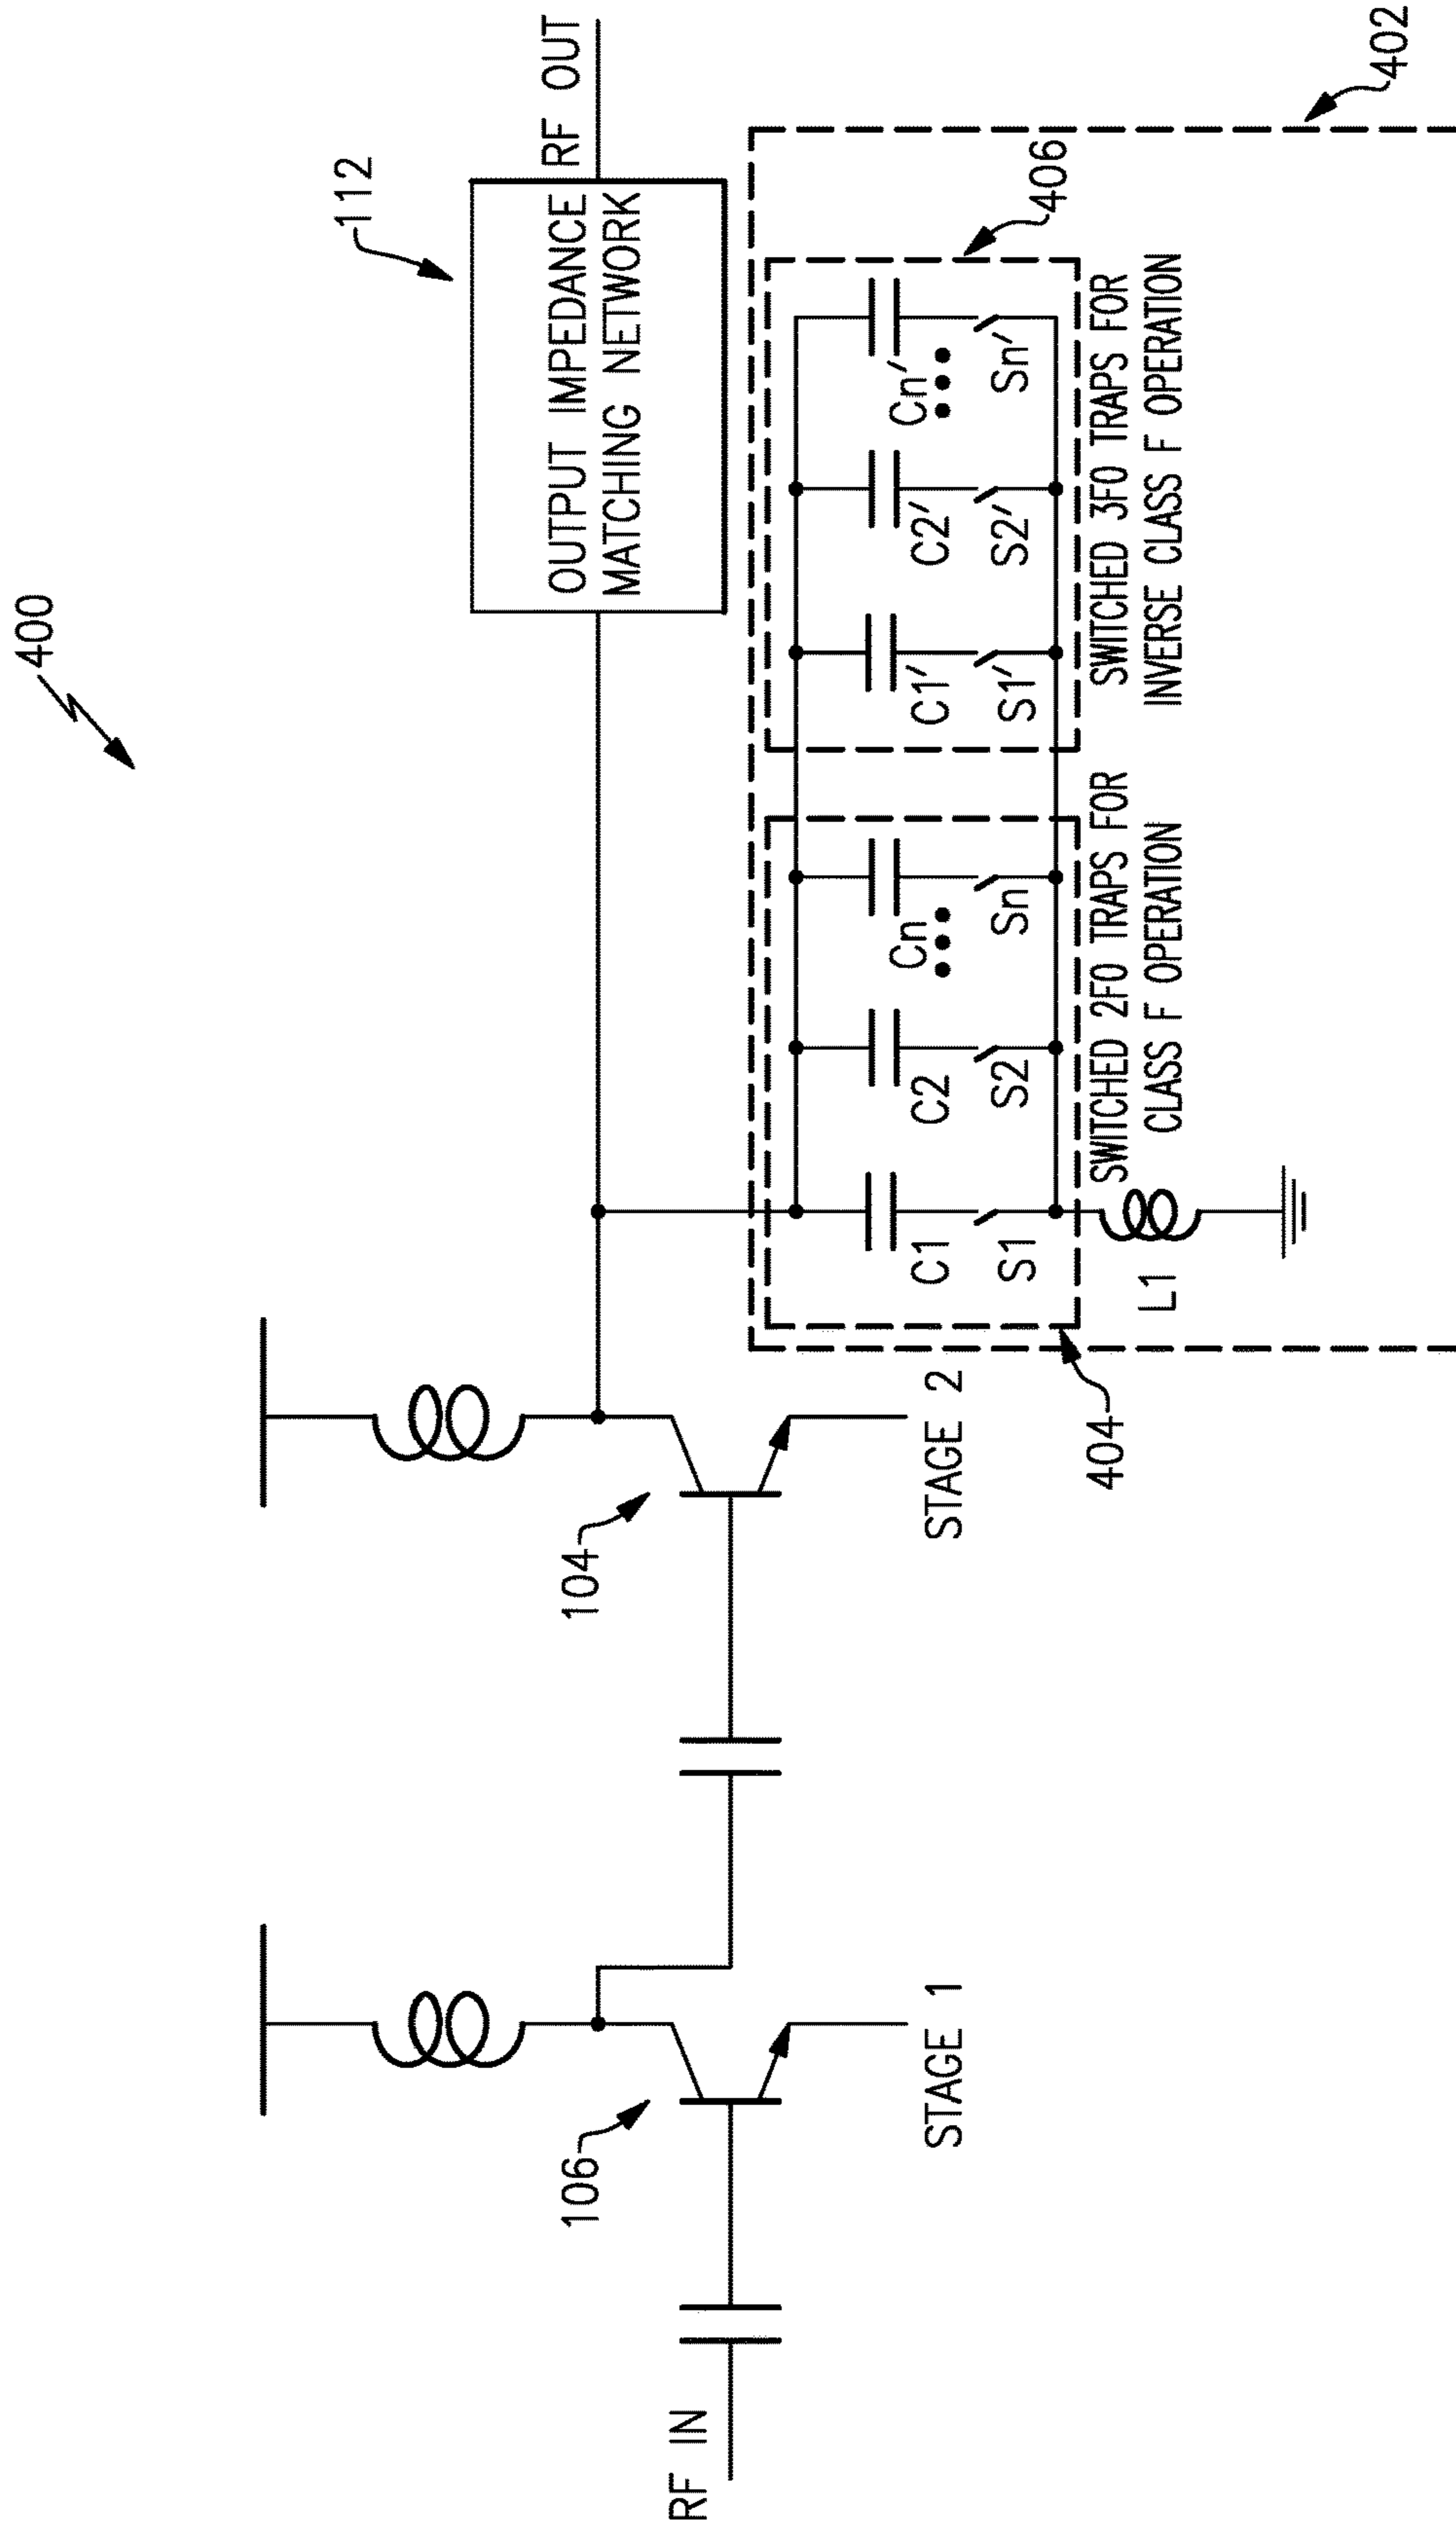 400
112
RF OUT
OUTPUT IMPEDANCE
MATCHING NETWORK
402
406
104
106
C1
C2
Cn
C1′
C2′
Cn′
S1
S2
Sn
S1′
S2′
Sn′
SWITCHED 2FO TRAPS FOR
CLASS F OPERATION
SWITCHED 3FO TRAPS FOR
INVERSE CLASS F OPERATION
L1
404
STAGE 1
STAGE 2
RF IN